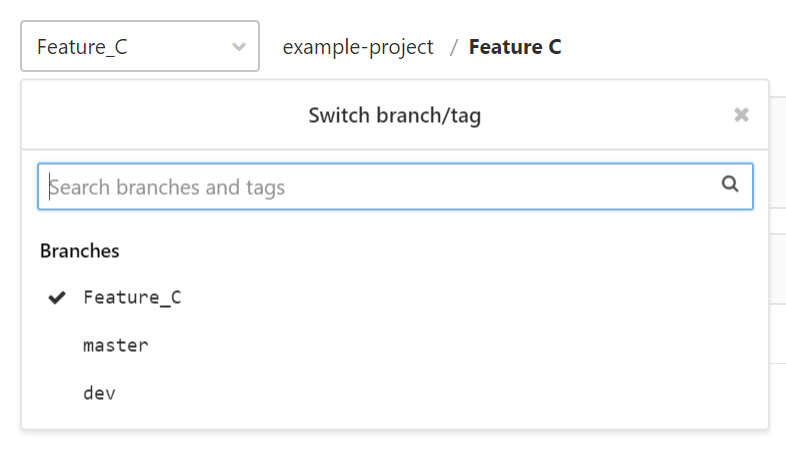 Feature_C
example-project / Feature C
Switch branch/tag
Search branches and tags
Branches
Feature_C
master
dev